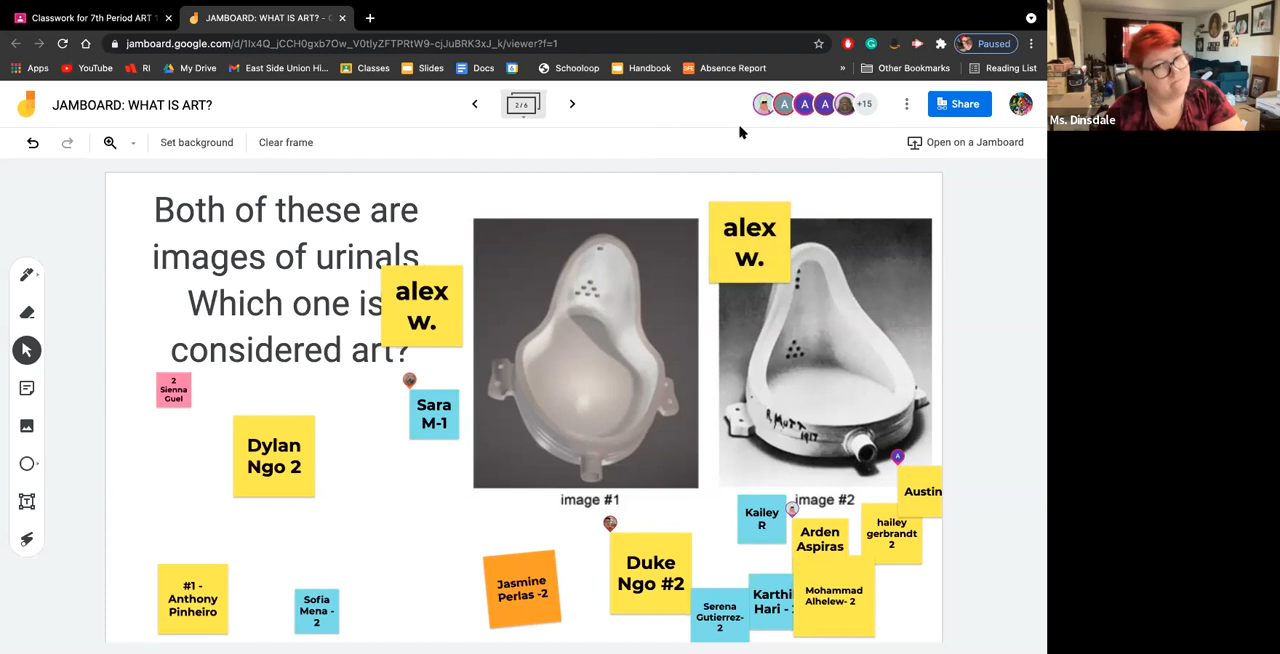 Classwork for 7th Period ART 1
JAMBOARD: WHAT IS ART? - G
jamboard.google.com/d/1Ix4Q_jCCH0gxb7Ow_V0tlyZFTPRtW9-cjJuBRK3xJ_k/viewer?f=1
Paused
Apps
YouTube
RI
My Drive
East Side Union Hi...
Classes
Slides
Docs
Schooloop
Handbook
Absence Report
»
Other Bookmarks
Reading List
JAMBOARD: WHAT IS ART?
2/6
A
A
A
+15
Share
Set background
Clear frame
Open on a Jamboard
Ms. Dinsdale
Both of these are
images of urinals
Which one is
considered art?
alex
w.
alex
w.
2
Sienna
Guel
Dylan
Ngo 2
Sara
M-1
R. MUTT
1917
image #1
image #2
A
Austin
Kailey
R
Arden
Aspiras
hailey
gerbrandt
2
#1 -
Anthony
Pinheiro
Sofia
Mena -
2
Jasmine
Perlas -2
Duke
Ngo #2
Serena
Gutierrez-
2
Karthi
Hari -
Mohammad
Alhelew- 2